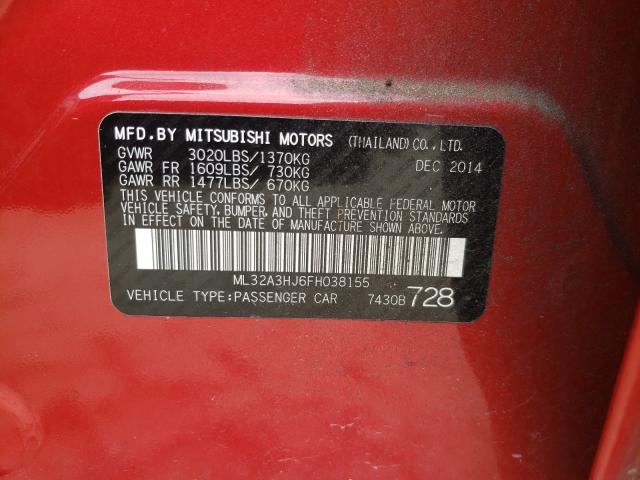 MFD.BY MITSUBISHI MOTORS (THAILAND) CO., LTD.
GVWR 3020LBS/1370KG DEC 2014
GAWR FR 1609LBS/ 730KG
GAWR RR 1477LBS/ 670KG
THIS VEHICLE CONFORMS TO ALL APPLICABLE FEDERAL MOTOR
VEHICLE SAFETY, BUMPER, AND THEFT PREVENTION STANDARDS
IN EFFECT ON THE DATE OF MANUFACTURE SHOWN ABOVE.
ML32A3HJ6FH038155
VEHICLE TYPE:PASSENGER CAR 7430B 728